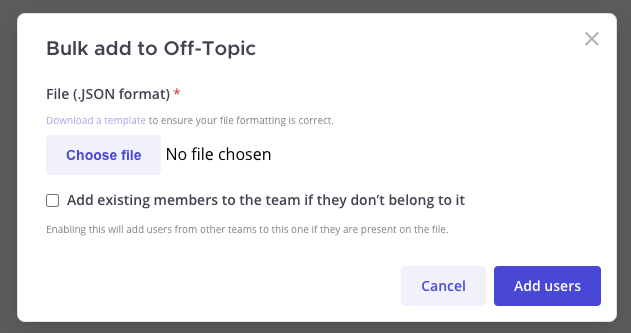 Bulk add to Off-Topic
File (.JSON format) *
Download a template to ensure your file formatting is correct.
Choose file No file chosen
Add existing members to the team if they don’t belong to it
Enabling this will add users from other teams to this one if they are present on the file.
Cancel Add users